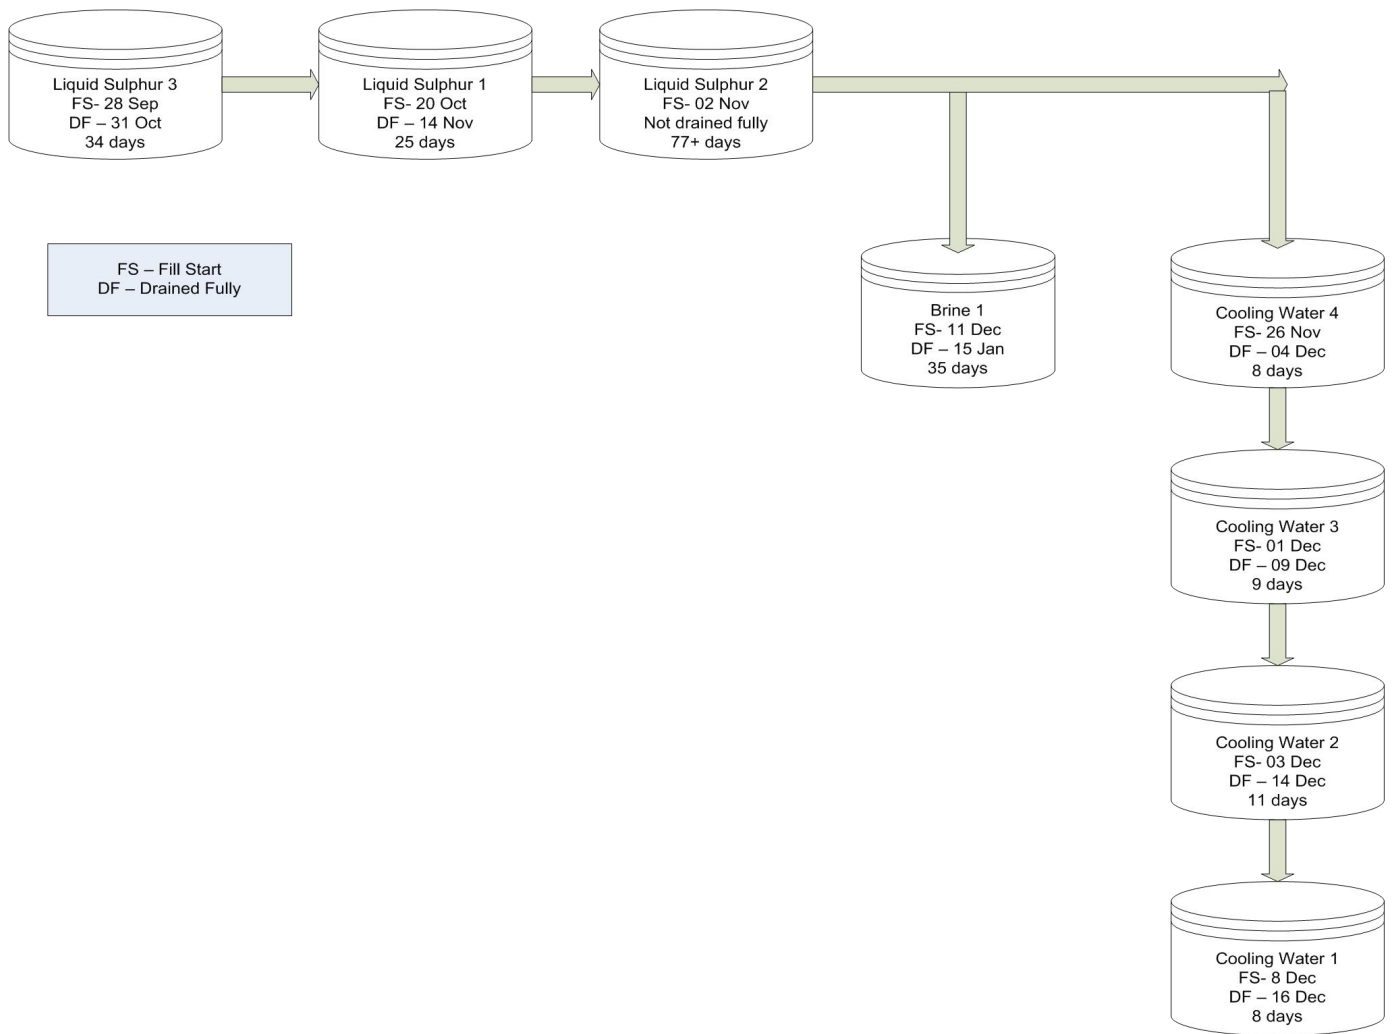 Liquid Sulphur 3
FS- 28 Sep
DF – 31 Oct
34 days
Liquid Sulphur 1
FS- 20 Oct
DF – 14 Nov
25 days
Liquid Sulphur 2
FS- 02 Nov
Not drained fully
77+ days
FS – Fill Start
DF – Drained Fully
Brine 1
FS- 11 Dec
DF – 15 Jan
35 days
Cooling Water 4
FS- 26 Nov
DF – 04 Dec
8 days
Cooling Water 3
FS- 01 Dec
DF – 09 Dec
9 days
Cooling Water 2
FS- 03 Dec
DF – 14 Dec
11 days
Cooling Water 1
FS- 8 Dec
DF – 16 Dec
8 days